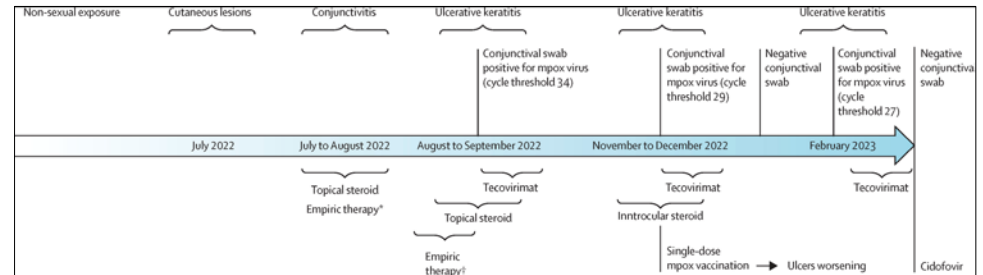 Non-sexual exposure
Cutaneous lesions
Conjunctivitis
Ulcerative keratitis
Ulcerative keratitis
Ulcerative keratitis
Conjunctival swab
positive for mpox virus
(cycle threshold 34)
Conjunctival
swab positive for
mpox virus (cycle
threshold 29)
Negative
conjunctival
swab
Conjunctival
swab positive
for mpox virus
(cycle
threshold 27)
Negative
conjunctiva
swab
July 2022
July to August 2022
August to September 2022
November to December 2022
February 2023
Topical steroid
Empiric therapy*
Tecovirimat
Topical steroid
Empiric
therapy†
Tecovirimat
Inntrocular steroid
Single-dose
mpox vaccination → Ulcers worsening
Tecovirimat
Cidofovir